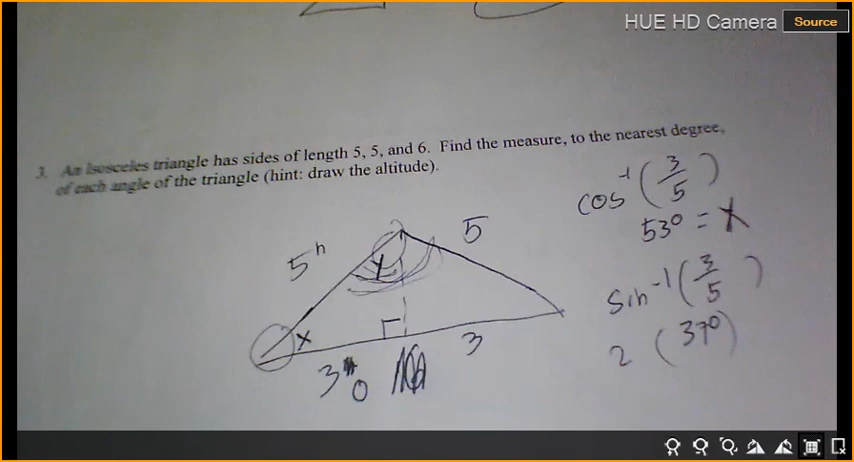 HUE HD Camera Source
3. An Isosceles triangle has sides of length 5, 5, and 6. Find the measure, to the nearest degree,
of each angle of the triangle (hint: draw the altitude).
cos⁻¹(3/5)
53° = x
sin⁻¹(3/5)
2 (37°)
5 h
5
y
x
3
o
3